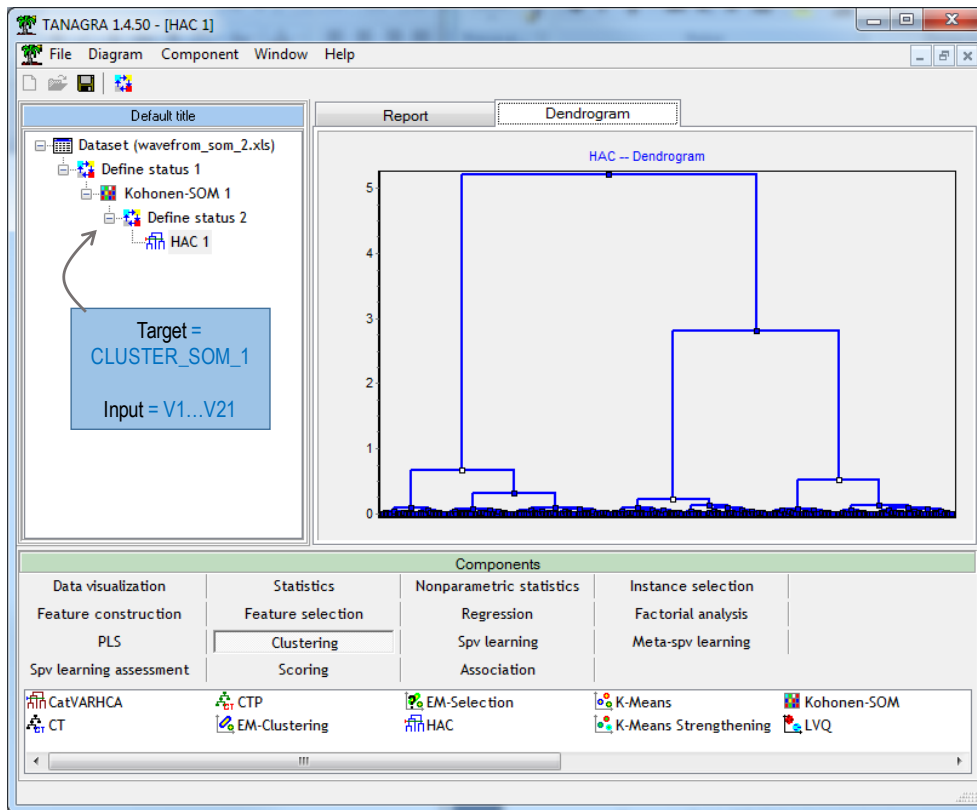 TANAGRA 1.4.50 - [HAC 1]
File Diagram Component Window Help
Default title
Dataset (wavefrom_som_2.xls)
Define status 1
Kohonen-SOM 1
Define status 2
HAC 1
Target =
CLUSTER_SOM_1
Input = V1...V21
Report
Dendrogram
HAC -- Dendrogram
5
4
3
2
1
0
Components
Data visualization Statistics Nonparametric statistics Instance selection
Feature construction Feature selection Regression Factorial analysis
PLS Clustering Spv learning Meta-spv learning
Spv learning assessment Scoring Association
CatVARHCA CTP EM-Selection K-Means Kohonen-SOM
CT EM-Clustering HAC K-Means Strengthening LVQ